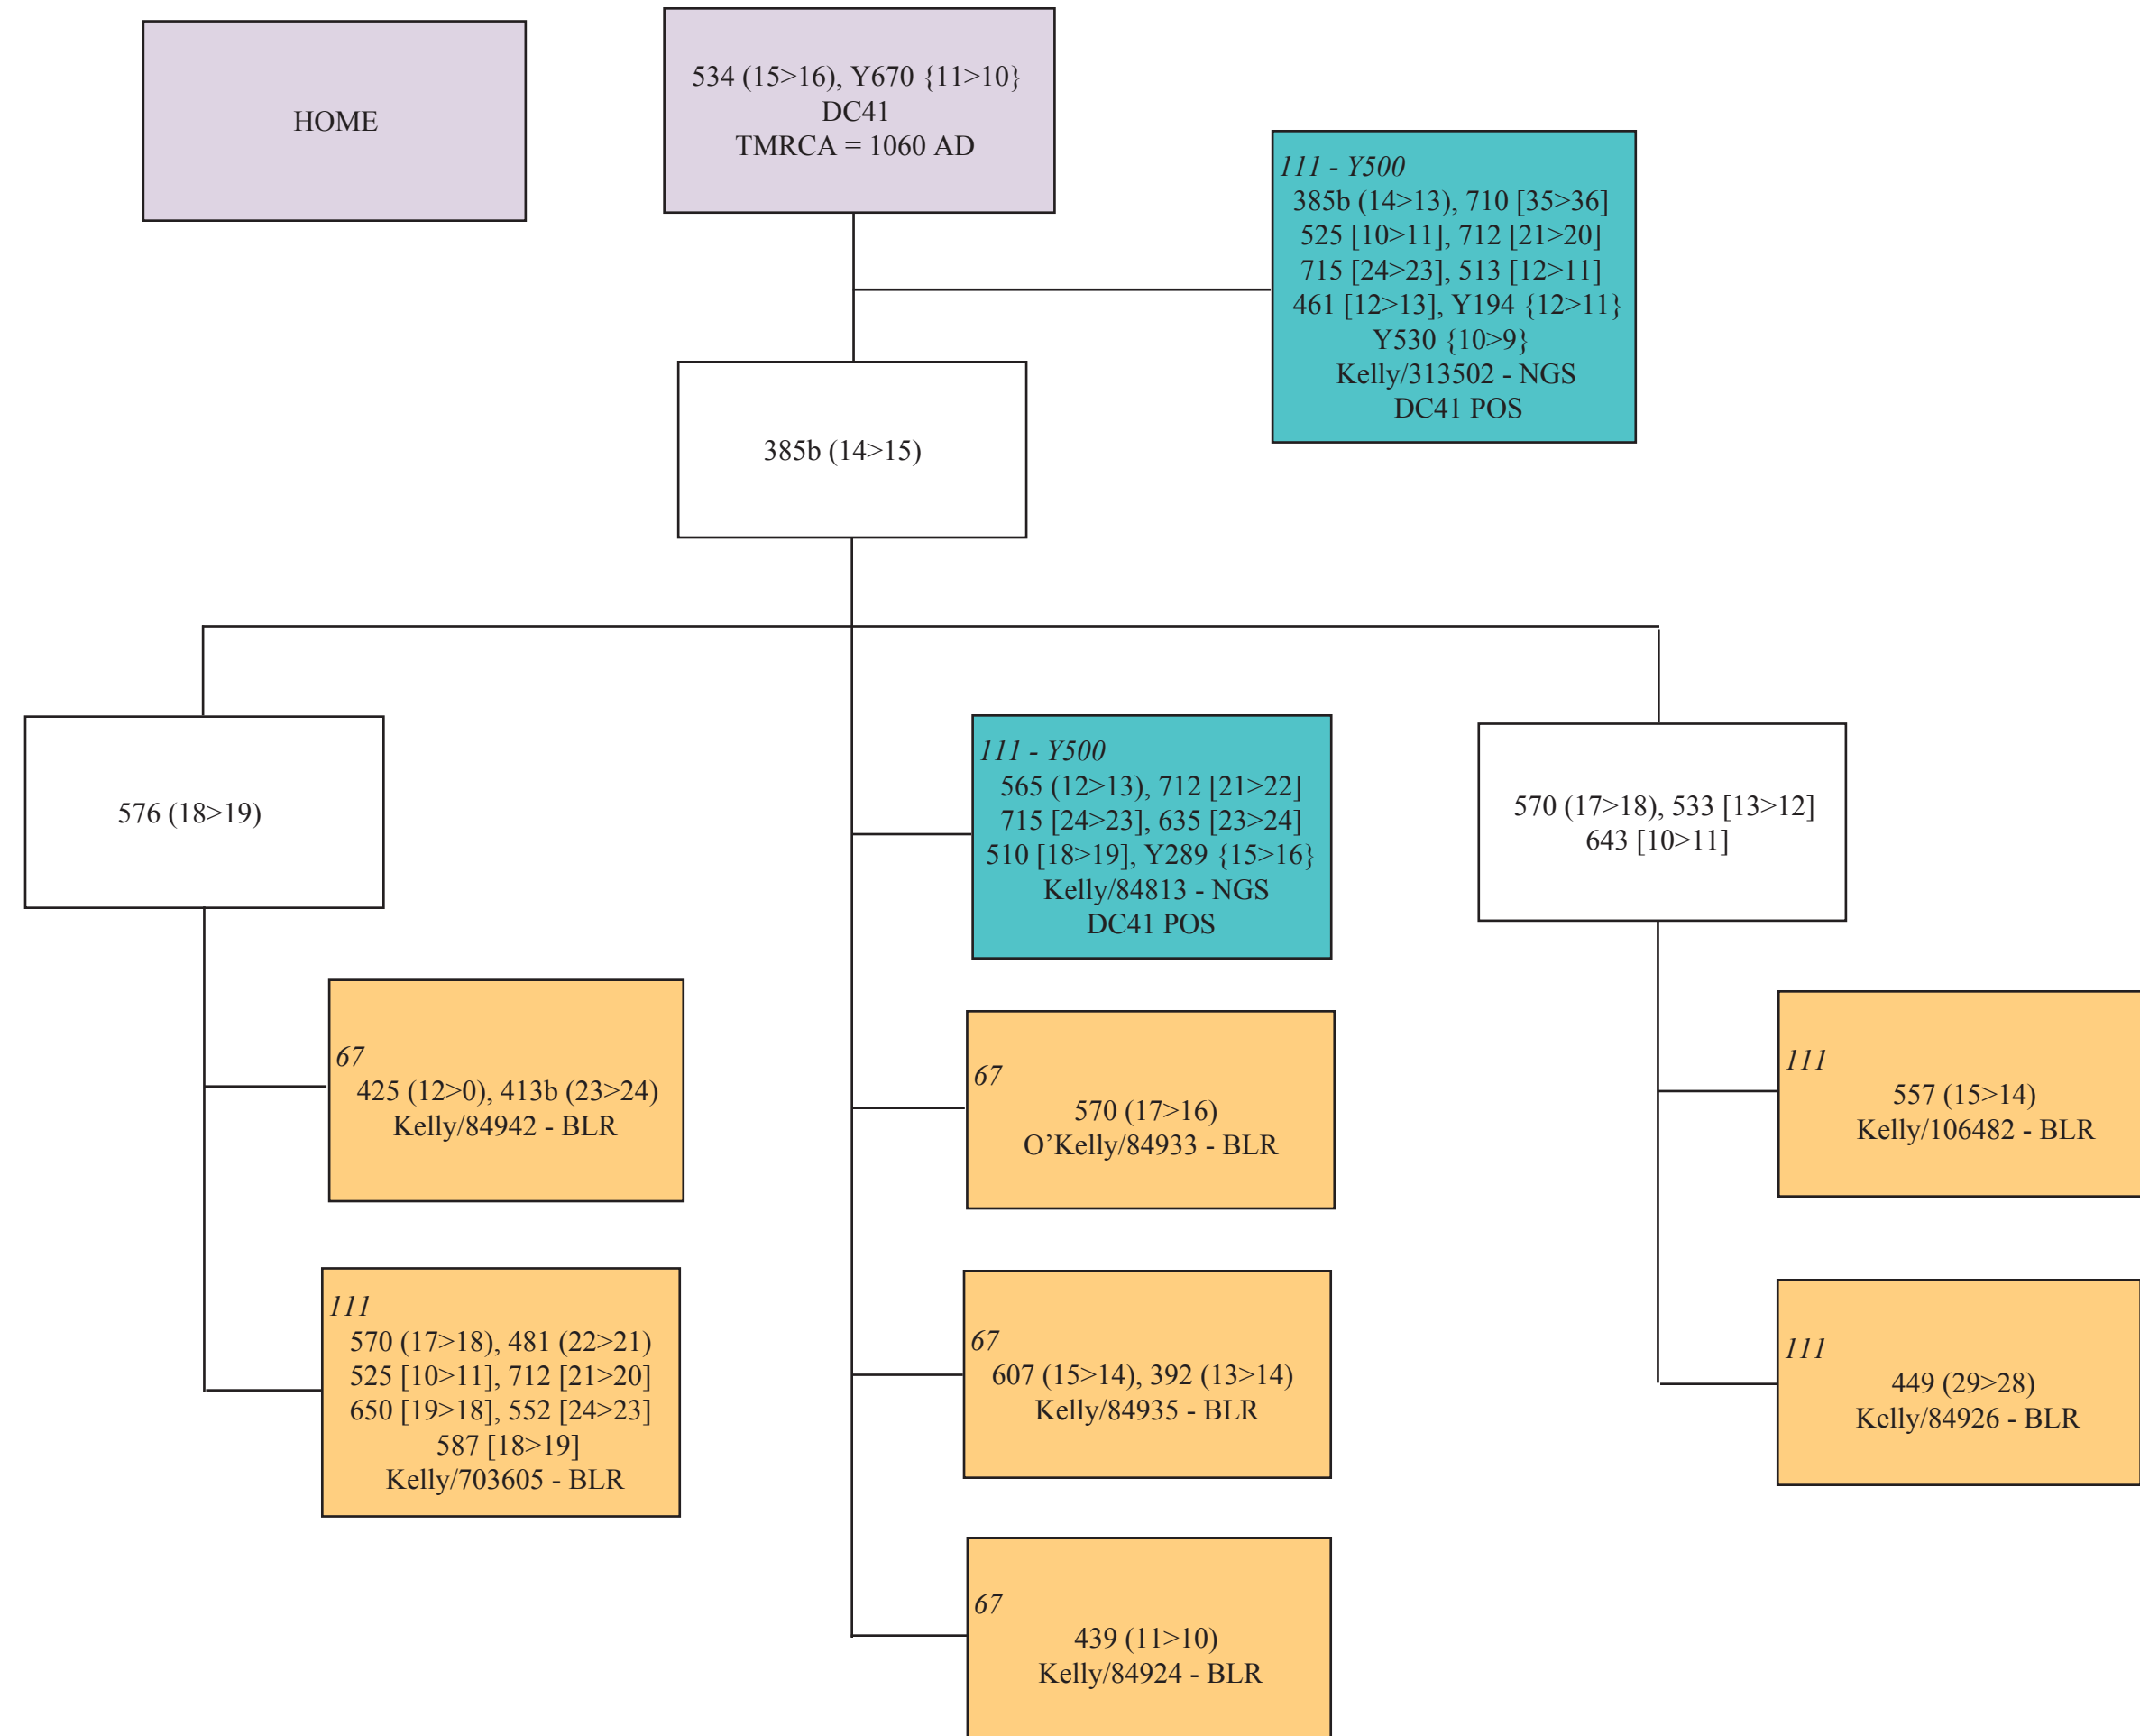 HOME
534 (15>16), Y670 {11>10}
DC41
TMRCA = 1060 AD
111 - Y500
385b (14>13), 710 [35>36]
525 [10>11], 712 [21>20]
715 [24>23], 513 [12>11]
461 [12>13], Y194 {12>11}
Y530 {10>9}
Kelly/313502 - NGS
DC41 POS
385b (14>15)
576 (18>19)
111 - Y500
565 (12>13), 712 [21>22]
715 [24>23], 635 [23>24]
510 [18>19], Y289 {15>16}
Kelly/84813 - NGS
DC41 POS
570 (17>18), 533 [13>12]
643 [10>11]
67
425 (12>0), 413b (23>24)
Kelly/84942 - BLR
67
570 (17>16)
O’Kelly/84933 - BLR
111
557 (15>14)
Kelly/106482 - BLR
111
570 (17>18), 481 (22>21)
525 [10>11], 712 [21>20]
650 [19>18], 552 [24>23]
587 [18>19]
Kelly/703605 - BLR
67
607 (15>14), 392 (13>14)
Kelly/84935 - BLR
111
449 (29>28)
Kelly/84926 - BLR
67
439 (11>10)
Kelly/84924 - BLR